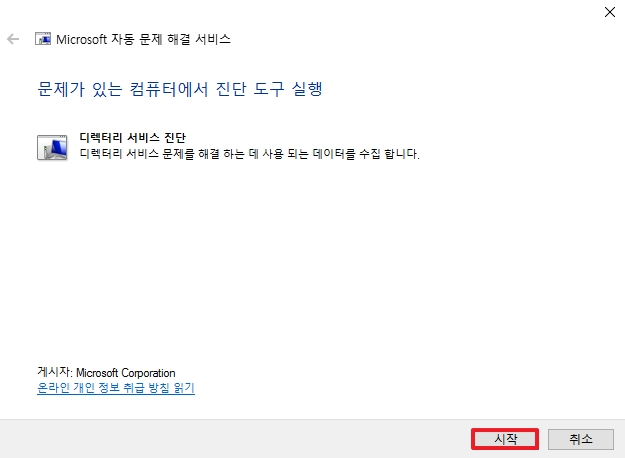 Microsoft 자동 문제 해결 서비스
문제가 있는 컴퓨터에서 진단 도구 실행
디렉터리 서비스 진단
디렉터리 서비스 문제를 해결 하는 데 사용 되는 데이터를 수집 합니다.
게시자: Microsoft Corporation
온라인 개인 정보 취급 방침 읽기
시작 취소